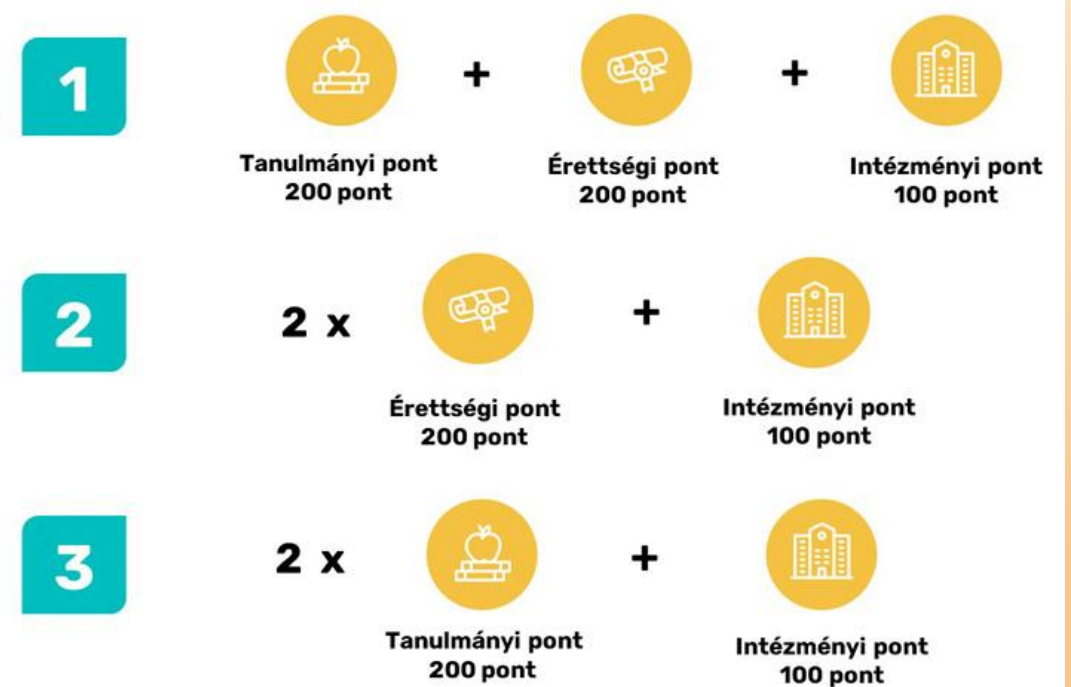 1
+
+
Tanulmányi pont
200 pont
Érettségi pont
200 pont
Intézményi pont
100 pont
2
2 x
+
Érettségi pont
200 pont
Intézményi pont
100 pont
3
2 x
+
Tanulmányi pont
200 pont
Intézményi pont
100 pont